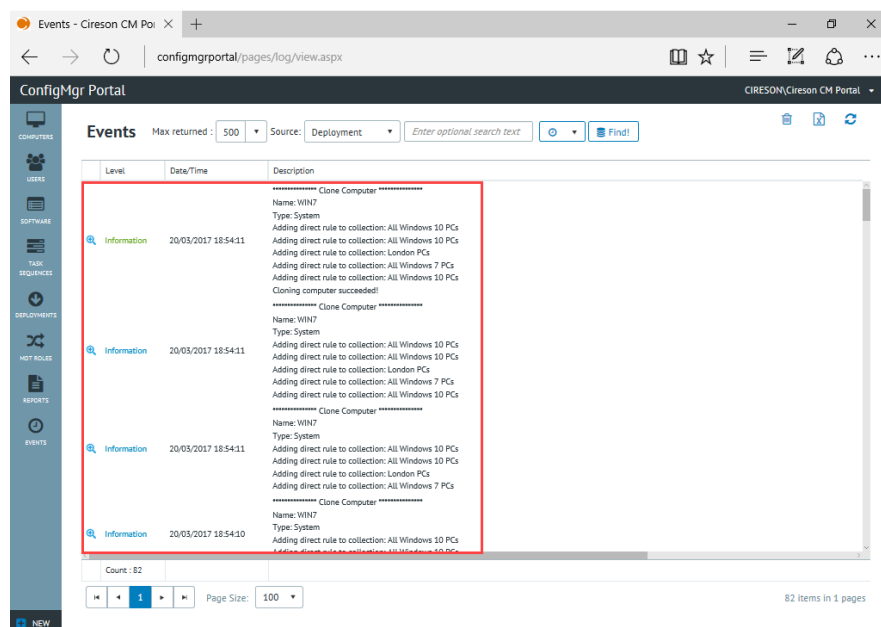 Events - Cireson CM Poi
configmgrportal/pages/log/view.aspx
ConfigMgr Portal
CIRESON\Cireson CM Portal
COMPUTERS
USERS
SOFTWARE
TASK
SEQUENCES
DEPLOYMENTS
MDT ROLES
REPORTS
EVENTS
NEW
Events Max returned : 500 Source: Deployment Enter optional search text Find!
Level Date/Time Description
*************** Clone Computer ***************
Name: WIN7
Type: System
Adding direct rule to collection: All Windows 10 PCs
Information 20/03/2017 18:54:11 Adding direct rule to collection: All Windows 10 PCs
Adding direct rule to collection: London PCs
Adding direct rule to collection: All Windows 7 PCs
Adding direct rule to collection: All Windows 10 PCs
Cloning computer succeeded!
*************** Clone Computer ***************
Name: WIN7
Type: System
Adding direct rule to collection: All Windows 10 PCs
Information 20/03/2017 18:54:11 Adding direct rule to collection: All Windows 10 PCs
Adding direct rule to collection: London PCs
Adding direct rule to collection: All Windows 7 PCs
Adding direct rule to collection: All Windows 10 PCs
*************** Clone Computer ***************
Name: WIN7
Type: System
Information 20/03/2017 18:54:11 Adding direct rule to collection: All Windows 10 PCs
Adding direct rule to collection: All Windows 10 PCs
Adding direct rule to collection: London PCs
Adding direct rule to collection: All Windows 7 PCs
*************** Clone Computer ***************
Name: WIN7
Type: System
Information 20/03/2017 18:54:10 Adding direct rule to collection: All Windows 10 PCs
Adding direct rule to collection: All Windows 10 PCs
Count : 82
1 Page Size: 100 82 items in 1 pages